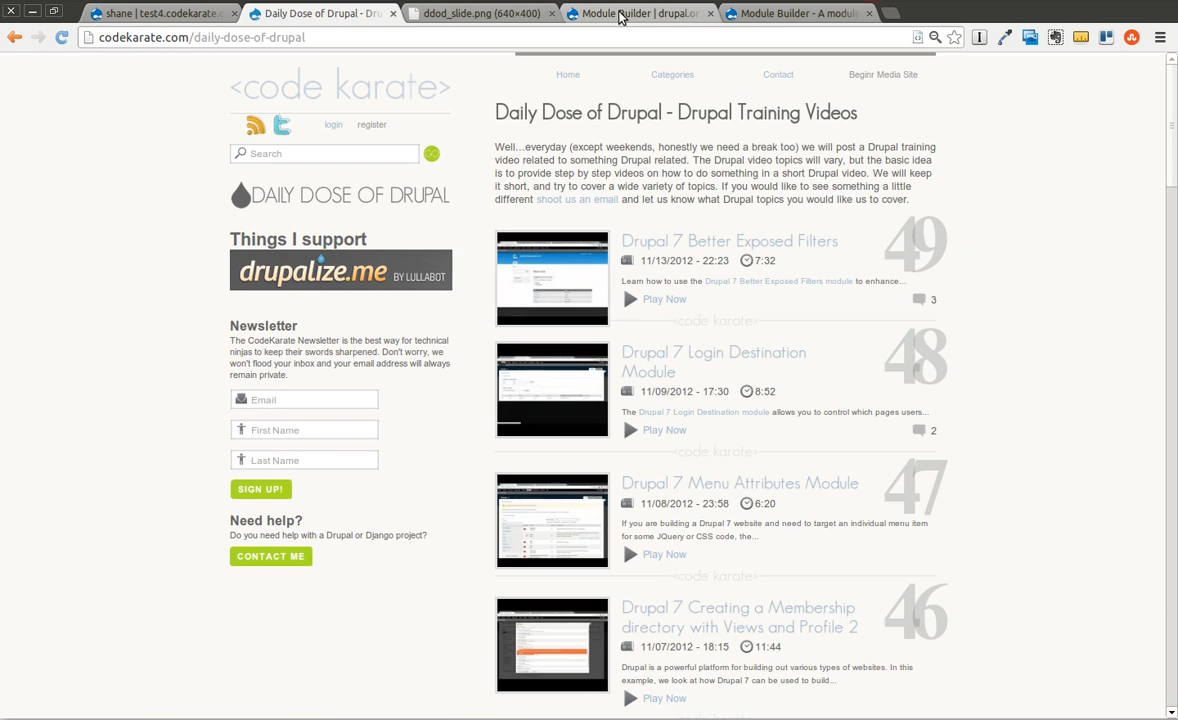 shane | test4.codekarate.c
Daily Dose of Drupal - Dru
ddod_slide.png (640×400)
Module Builder | drupal.or
Module Builder - A module
codekarate.com/daily-dose-of-drupal
<code karate>
Home
Categories
Contact
Beginr Media Site
login
register
Search
DAILY DOSE OF DRUPAL
Things I support
drupalize.me BY LULLABOT
Newsletter
The CodeKarate Newsletter is the best way for technical
ninjas to keep their swords sharpened. Don't worry, we
won't flood your inbox and your email address will always
remain private.
Email
First Name
Last Name
SIGN UP!
Need help?
Do you need help with a Drupal or Django project?
CONTACT ME
Daily Dose of Drupal - Drupal Training Videos
Well...everyday (except weekends, honestly we need a break too) we will post a Drupal training
video related to something Drupal related. The Drupal video topics will vary, but the basic idea
is to provide step by step videos on how to do something in a short Drupal video. We will keep
it short, and try to cover a wide variety of topics. If you would like to see something a little
different shoot us an email and let us know what Drupal topics you would like us to cover.
Drupal 7 Better Exposed Filters
49
11/13/2012 - 22:23 7:32
Learn how to use the Drupal 7 Better Exposed Filters module to enhance...
Play Now
3
<code karate>
Drupal 7 Login Destination
Module
48
11/09/2012 - 17:30 8:52
The Drupal 7 Login Destination module allows you to control which pages users...
Play Now
2
<code karate>
Drupal 7 Menu Attributes Module
47
11/08/2012 - 23:58 6:20
If you are building a Drupal 7 website and need to target an individual menu item
for some JQuery or CSS code, the...
Play Now
<code karate>
Drupal 7 Creating a Membership
directory with Views and Profile 2
46
11/07/2012 - 18:15 11:44
Drupal is a powerful platform for building out various types of websites. In this
example, we look at how Drupal 7 can be used to build...
Play Now